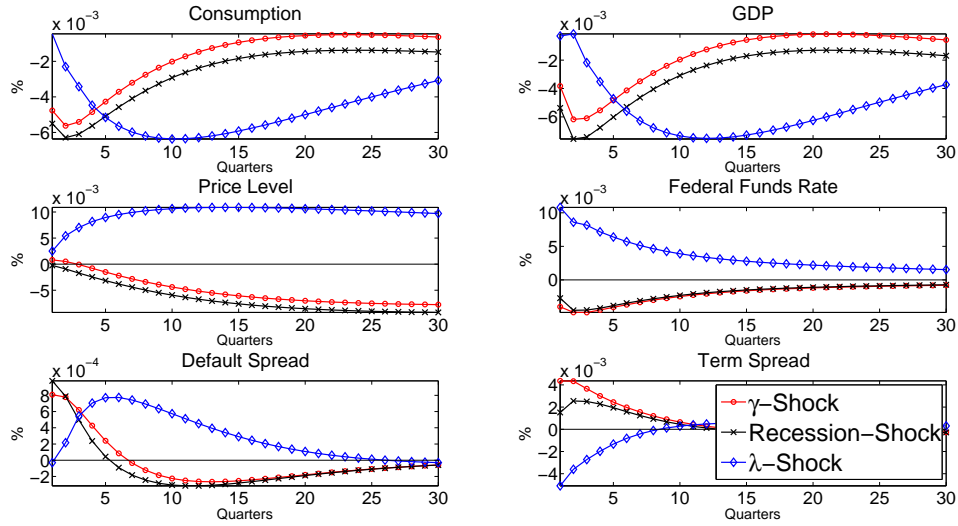 Consumption
x 10⁻³
−2
−4
−6
%
5 10 15 20 25 30
Quarters
GDP
x 10⁻³
−2
−4
−6
%
5 10 15 20 25 30
Quarters
Price Level
x 10⁻³
10
5
0
−5
%
5 10 15 20 25 30
Quarters
Federal Funds Rate
x 10⁻³
10
5
0
%
5 10 15 20 25 30
Quarters
Default Spread
x 10⁻⁴
8
6
4
2
0
−2
%
5 10 15 20 25 30
Quarters
Term Spread
x 10⁻³
4
2
0
−2
−4
%
5 10 15 20 25 30
Quarters
γ−Shock
Recession−Shock
λ−Shock